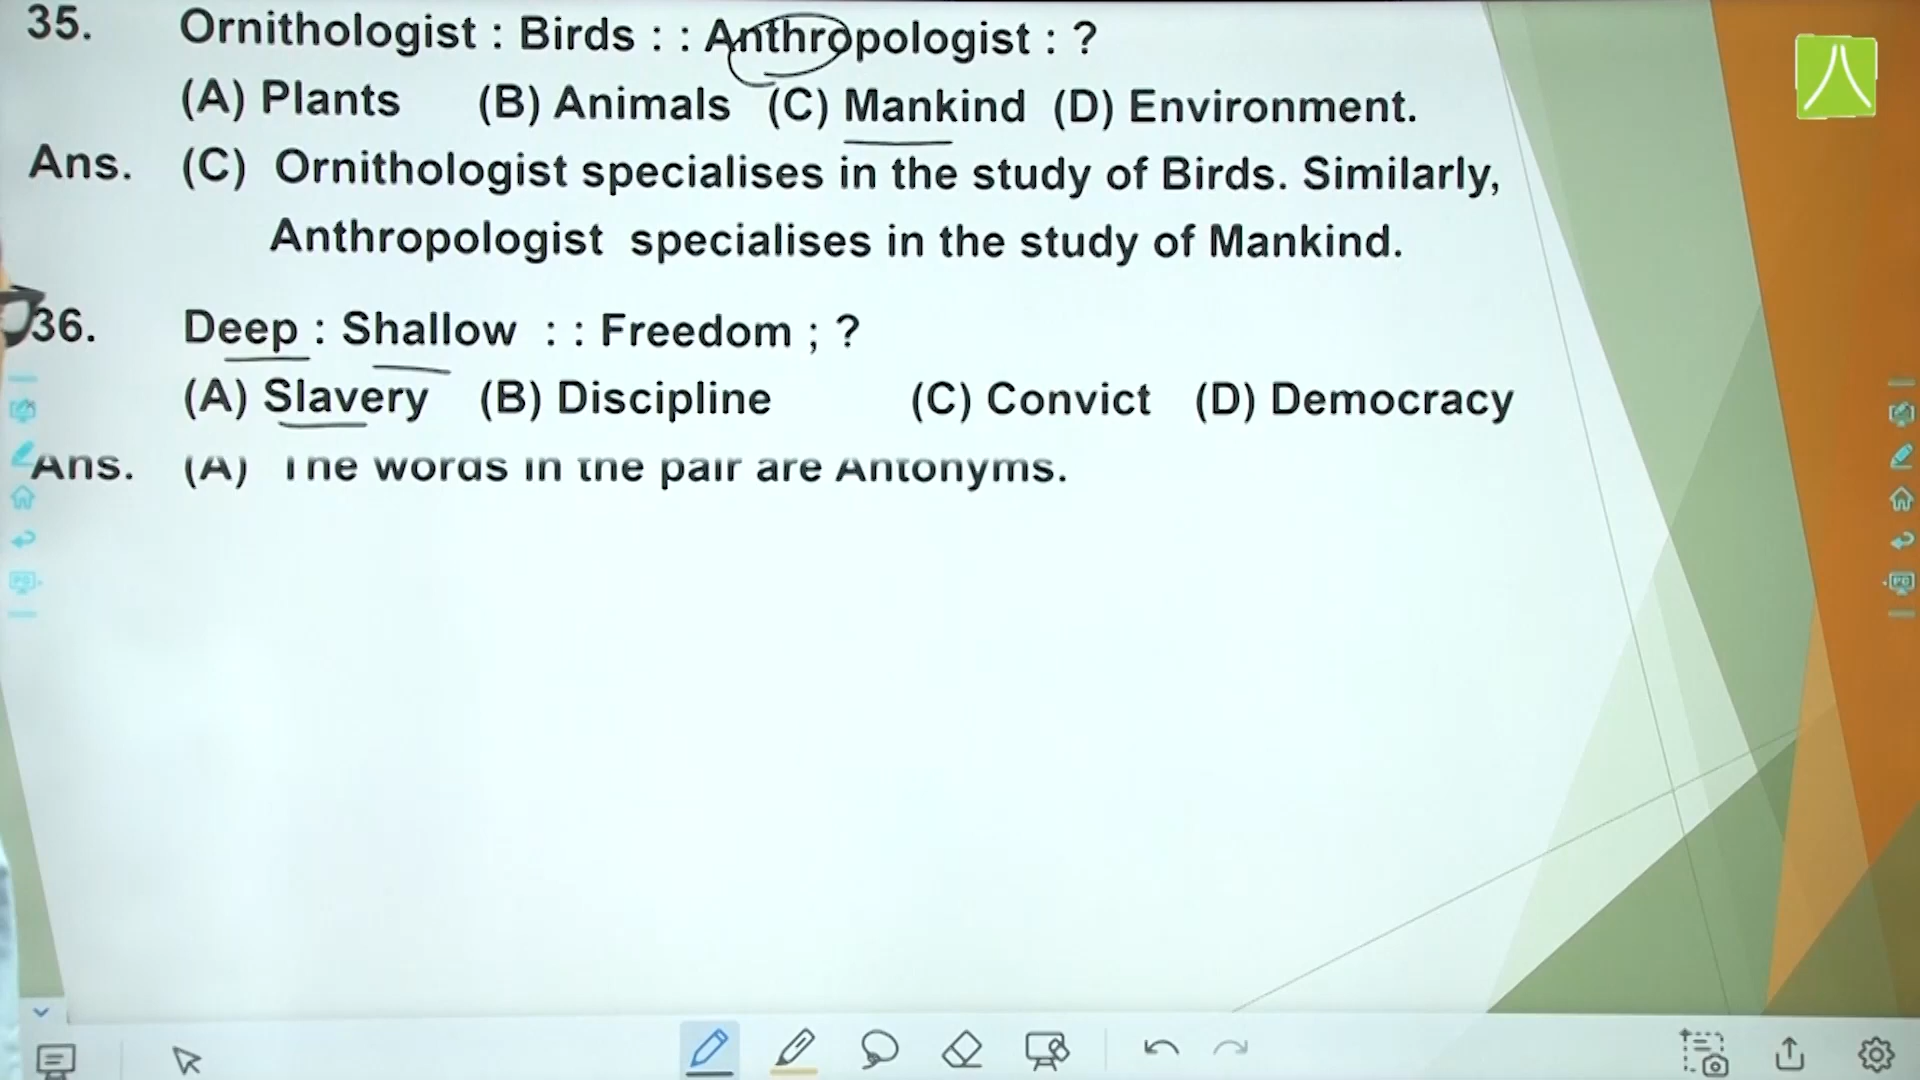 35. Ornithologist : Birds : : Anthropologist : ?
(A) Plants (B) Animals (C) Mankind (D) Environment.
Ans. (C) Ornithologist specialises in the study of Birds. Similarly,
Anthropologist specialises in the study of Mankind.
36. Deep : Shallow : : Freedom ; ?
(A) Slavery (B) Discipline (C) Convict (D) Democracy
Ans. (A) The words in the pair are Antonyms.